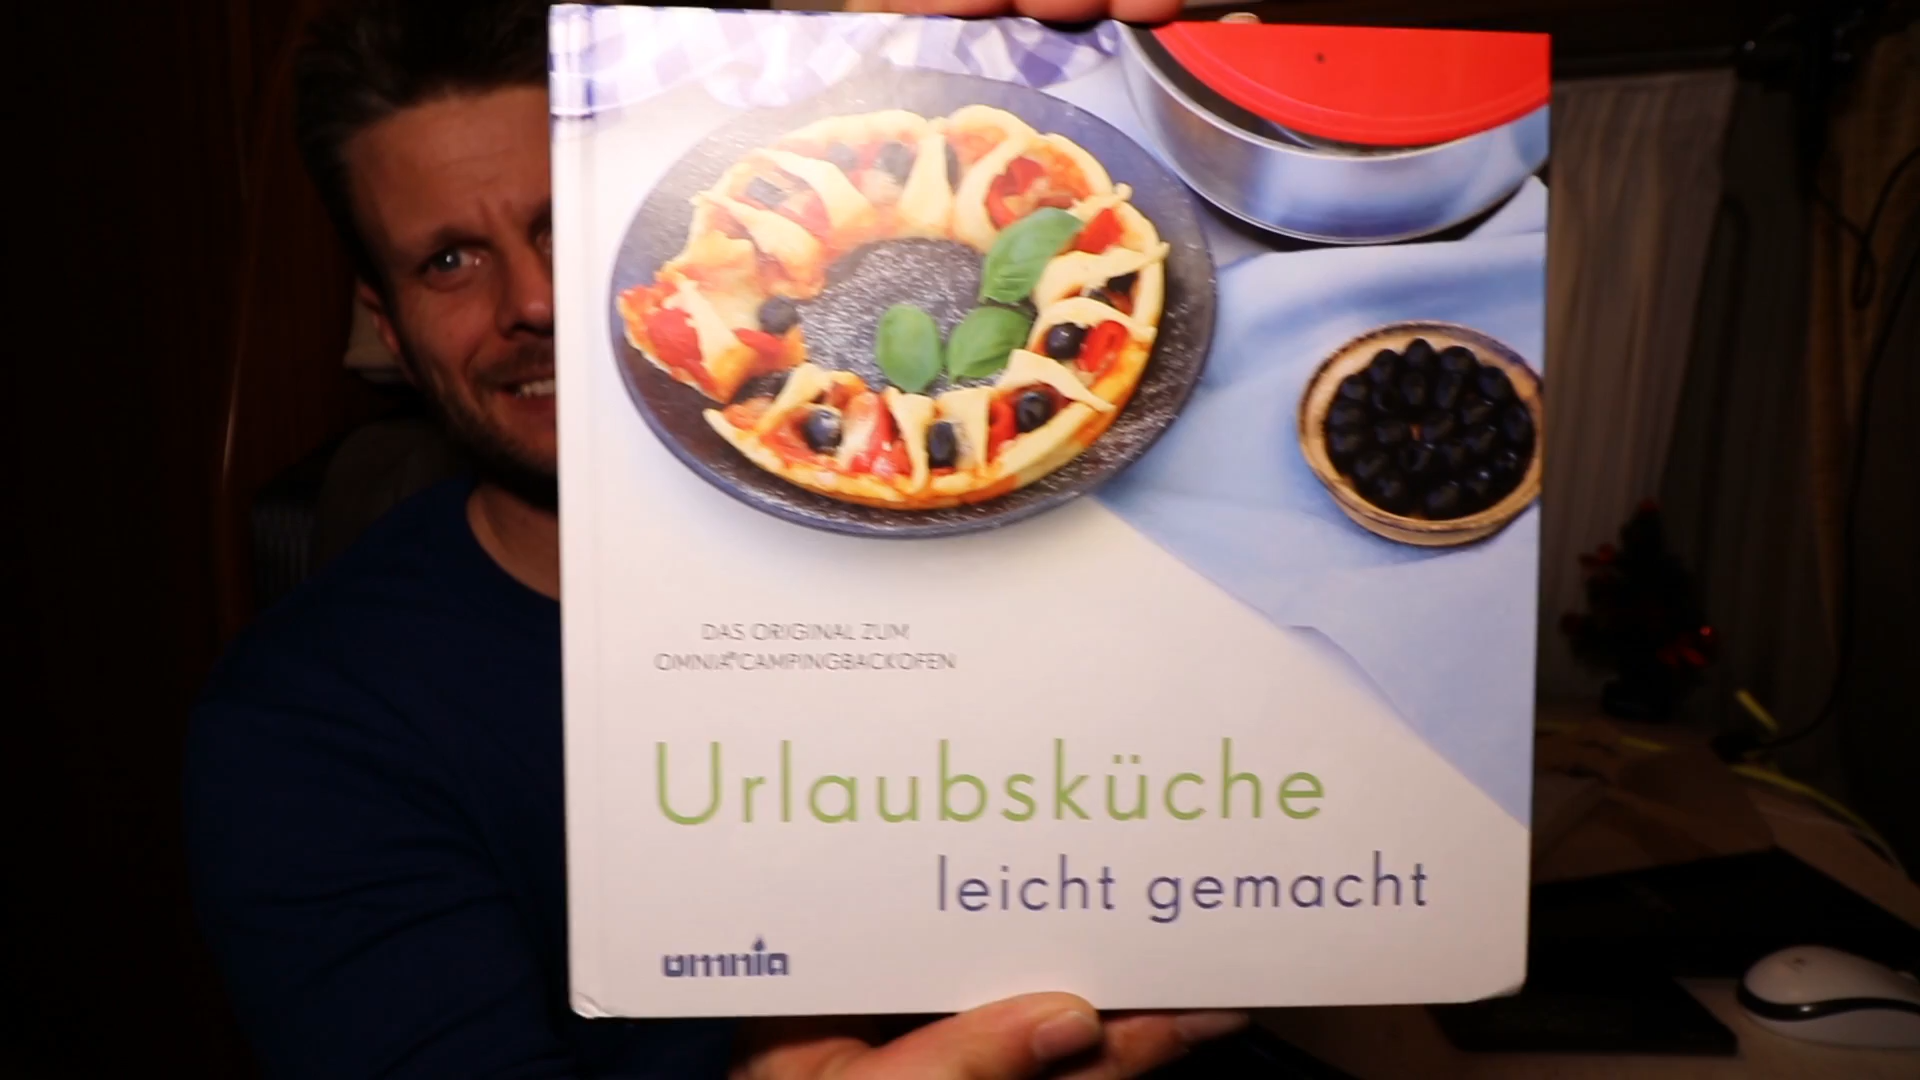 DAS ORIGINAL ZUM
OMNIA® CAMPINGBACKOFEN
Urlaubsküche
leicht gemacht
omnia